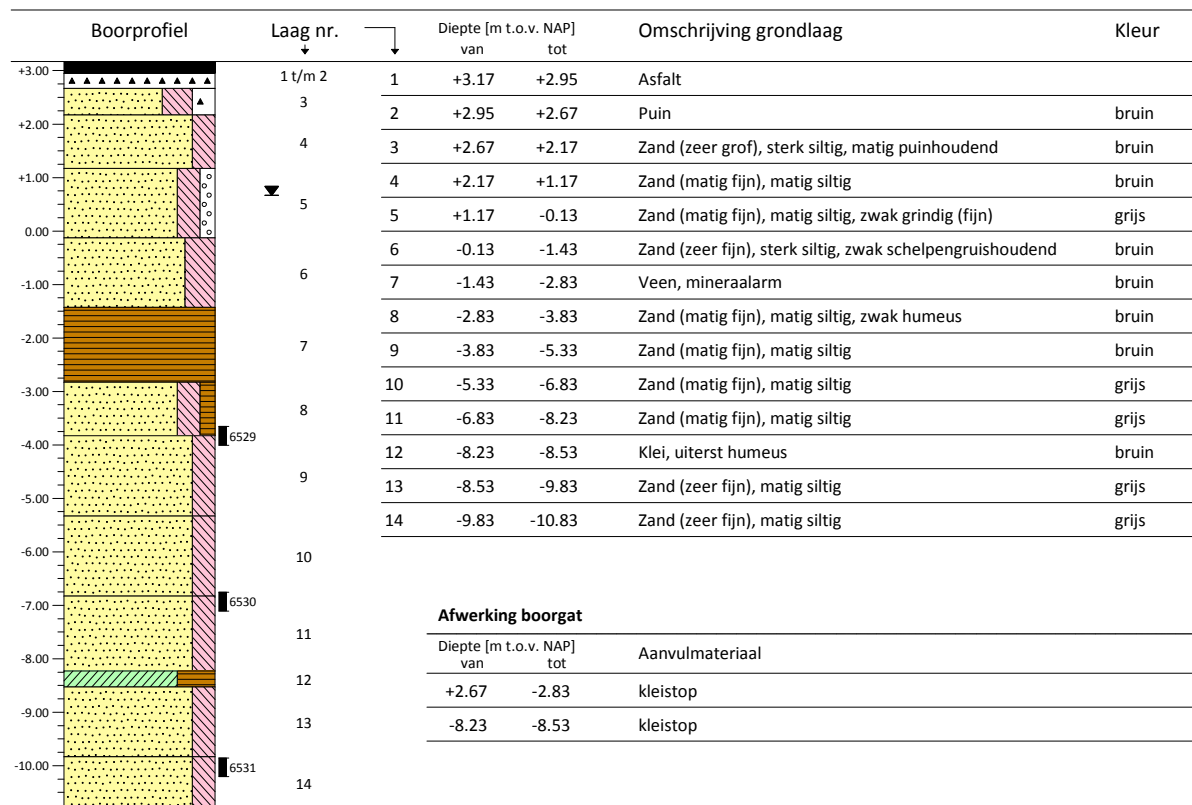 Boorprofiel Laag nr. Diepte [m t.o.v. NAP] Omschrijving grondlaag Kleur
van tot
+3.00 1 t/m 2 1 +3.17 +2.95 Asfalt
3 2 +2.95 +2.67 Puin bruin
+2.00 4 3 +2.67 +2.17 Zand (zeer grof), sterk siltig, matig puinhoudend bruin
+1.00 4 +2.17 +1.17 Zand (matig fijn), matig siltig bruin
5 5 +1.17 -0.13 Zand (matig fijn), matig siltig, zwak grindig (fijn) grijs
0.00 6 -0.13 -1.43 Zand (zeer fijn), sterk siltig, zwak schelpengruishoudend bruin
-1.00 6 7 -1.43 -2.83 Veen, mineraalarm bruin
-2.00 8 -2.83 -3.83 Zand (matig fijn), matig siltig, zwak humeus bruin
7 9 -3.83 -5.33 Zand (matig fijn), matig siltig bruin
-3.00 10 -5.33 -6.83 Zand (matig fijn), matig siltig grijs
8 11 -6.83 -8.23 Zand (matig fijn), matig siltig grijs
-4.00 6529 12 -8.23 -8.53 Klei, uiterst humeus bruin
9 13 -8.53 -9.83 Zand (zeer fijn), matig siltig grijs
-5.00 14 -9.83 -10.83 Zand (zeer fijn), matig siltig grijs
-6.00 10
-7.00 6530 Afwerking boorgat
11 Diepte [m t.o.v. NAP] Aanvulmateriaal
-8.00 van tot
12 +2.67 -2.83 kleistop
-9.00 13 -8.23 -8.53 kleistop
-10.00 6531
14